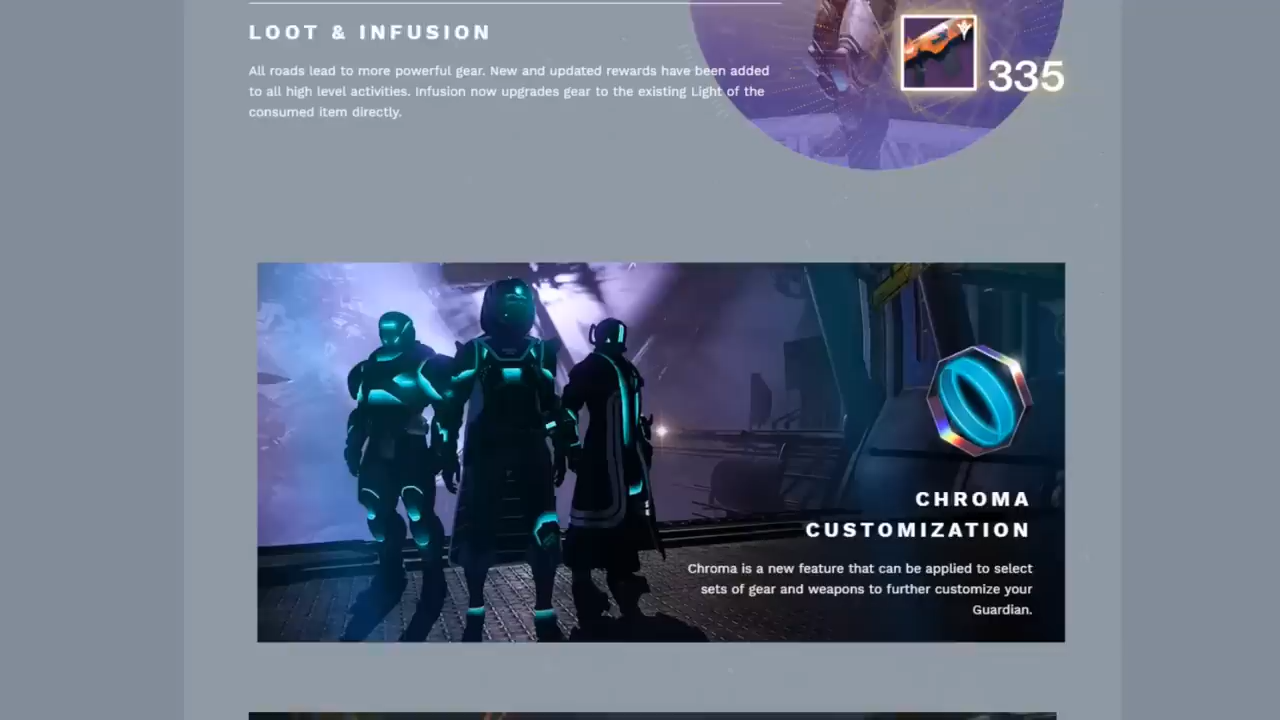 LOOT & INFUSION
All roads lead to more powerful gear. New and updated rewards have been added
to all high level activities. Infusion now upgrades gear to the existing Light of the
consumed item directly.
335
CHROMA
CUSTOMIZATION
Chroma is a new feature that can be applied to select
sets of gear and weapons to further customize your
Guardian.